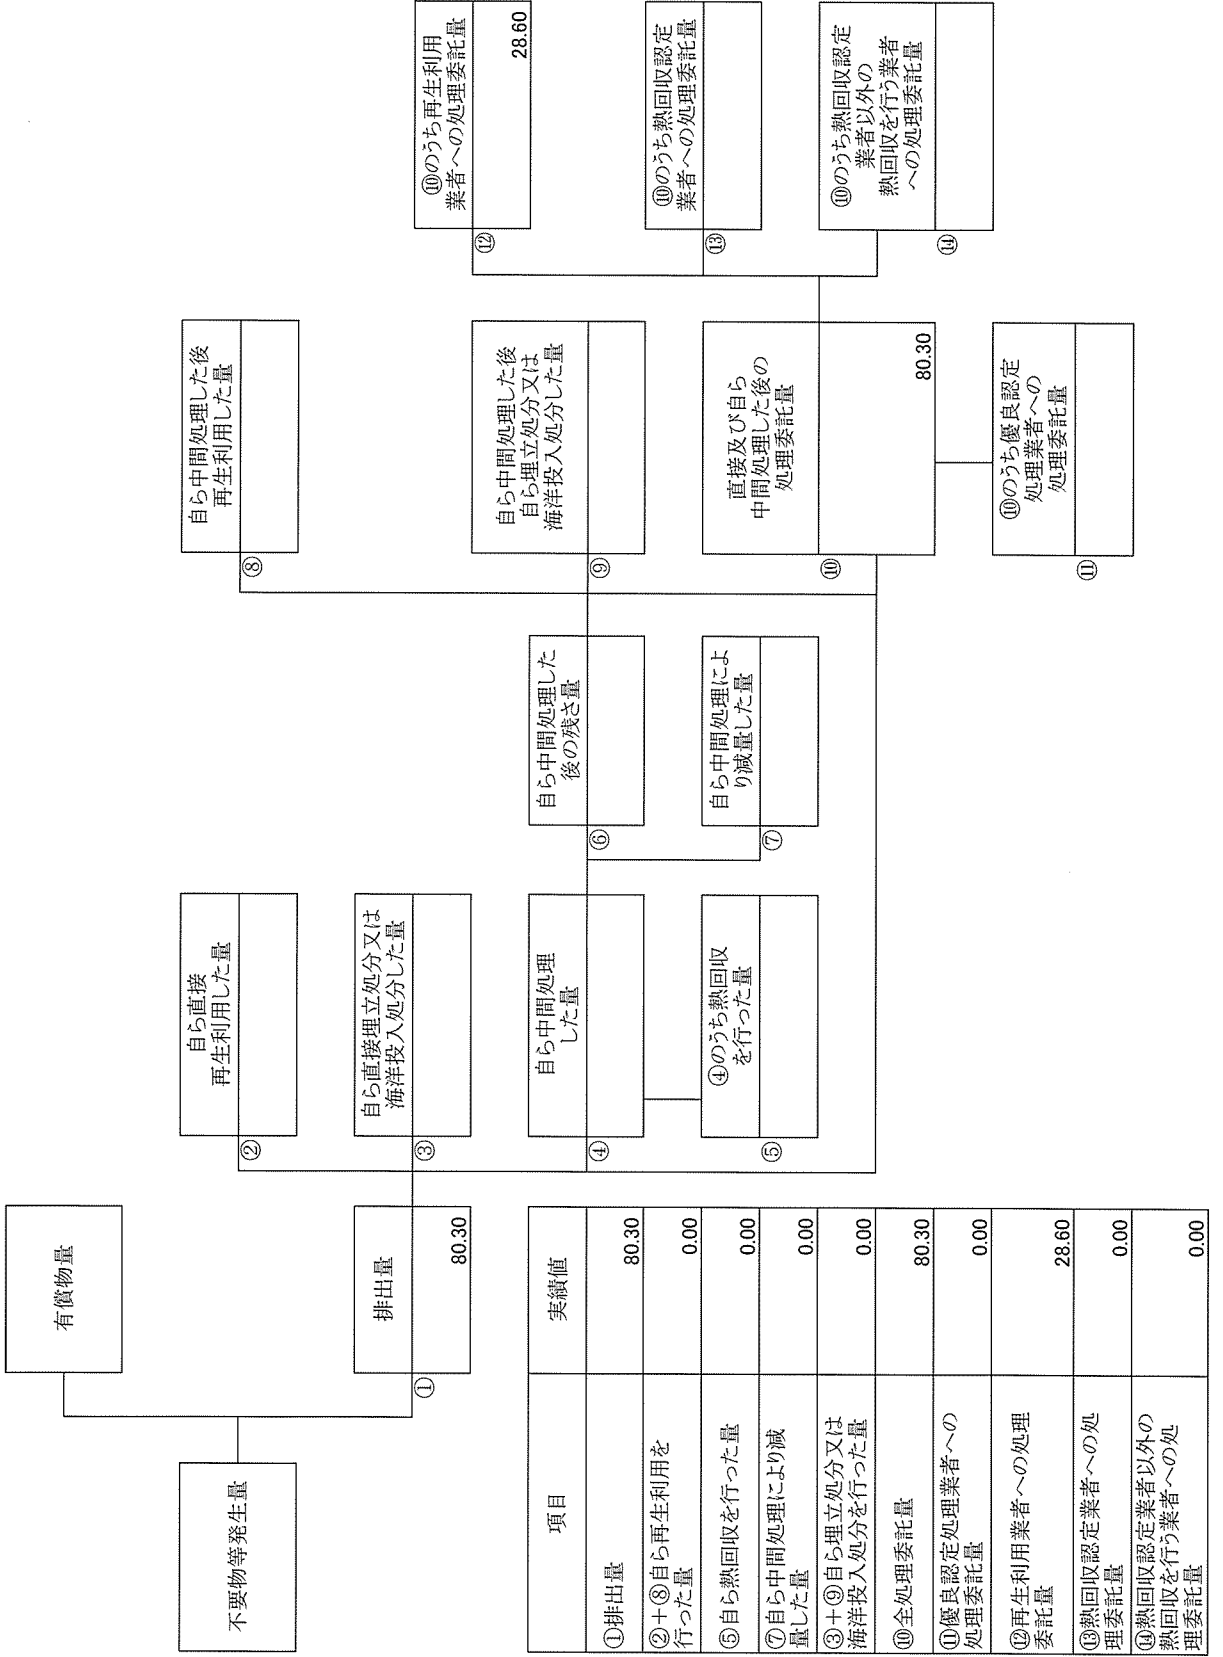 不要物等発生量
有償物量
①
排出量
80.30
②
自ら直接
再生利用した量
③
自ら直接埋立処分又は
海洋投入処分した量
④
自ら中間処理
した量
⑤
④のうち熱回収
を行った量
⑥
自ら中間処理した
後の残さ量
⑦
自ら中間処理によ
り減量した量
⑧
自ら中間処理した後
再生利用した量
⑨
自ら中間処理した後
自ら埋立処分又は
海洋投入処分した量
⑩
直接及び自ら
中間処理した後の
処理委託量
80.30
⑪
⑩のうち優良認定
処理業者への
処理委託量
⑫
⑩のうち再生利用
業者への処理委託量
28.60
⑬
⑩のうち熱回収認定
業者への処理委託量
⑭
⑩のうち熱回収認定
業者以外の
熱回収を行う業者
への処理委託量
項目 実績値
①排出量 80.30
②+⑧自ら再生利用を
行った量 0.00
⑤自ら熱回収を行った量 0.00
⑦自ら中間処理により減
量した量 0.00
③+⑨自ら埋立処分又は
海洋投入処分を行った量 0.00
⑩全処理委託量 80.30
⑪優良認定処理業者への
処理委託量 0.00
⑫再生利用業者への処理
委託量 28.60
⑬熱回収認定業者への処
理委託量 0.00
⑭熱回収認定業者以外の
熱回収を行う業者への処
理委託量 0.00